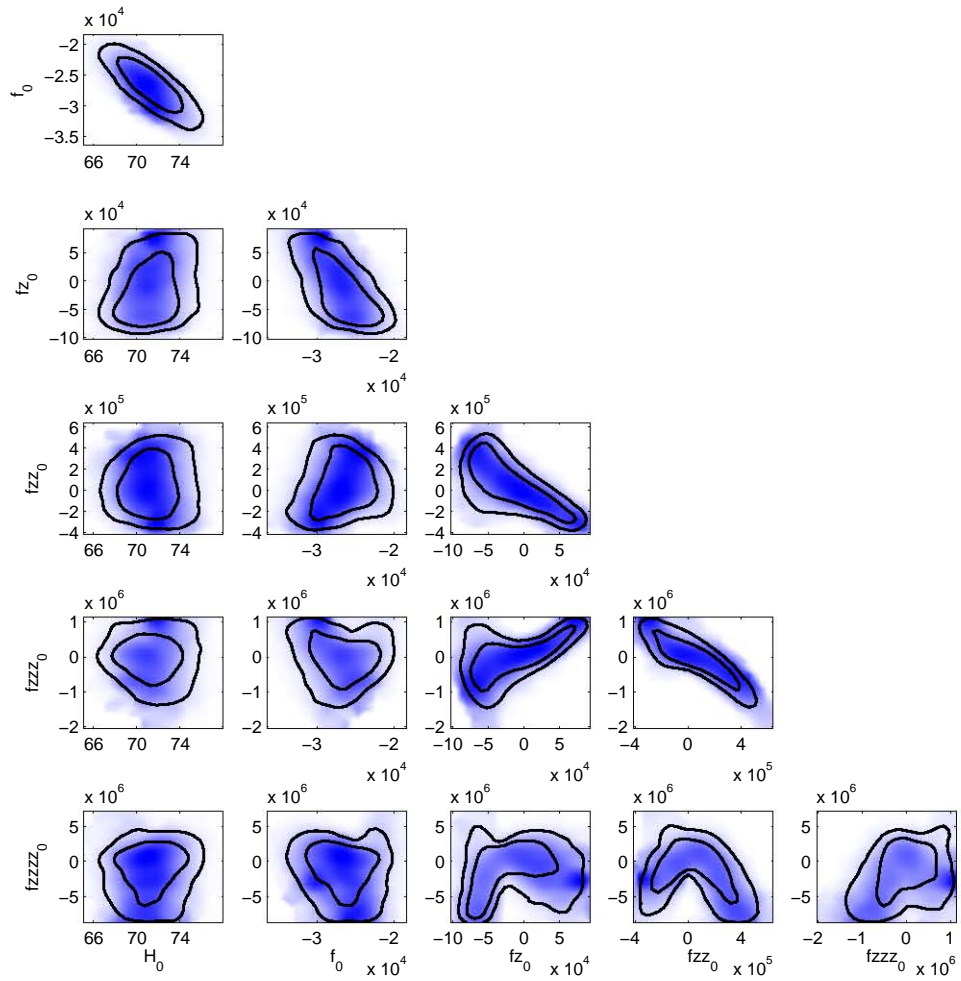 x 10^4
−2
−2.5
−3
−3.5
f_0
66 70 74
x 10^4
5
0
−5
−10
fz_0
66 70 74
−3 −2
x 10^4
x 10^5
x 10^5
x 10^5
6
4
2
0
−2
−4
fzz_0
66 70 74
−3 −2
−10 −5 0 5
x 10^4
x 10^4
x 10^6
x 10^6
x 10^6
x 10^6
1
0
−1
−2
fzzz_0
66 70 74
−3 −2
−10 −5 0 5
−4 0 4
x 10^4
x 10^4
x 10^5
x 10^6
x 10^6
x 10^6
x 10^6
x 10^6
5
0
−5
fzzzz_0
66 70 74
−3 −2
−10 −5 0 5
−4 0 4
−2 −1 0 1
H_0
f_0 x 10^4
fz_0 x 10^4
fzz_0 x 10^5
fzzz_0 x 10^6